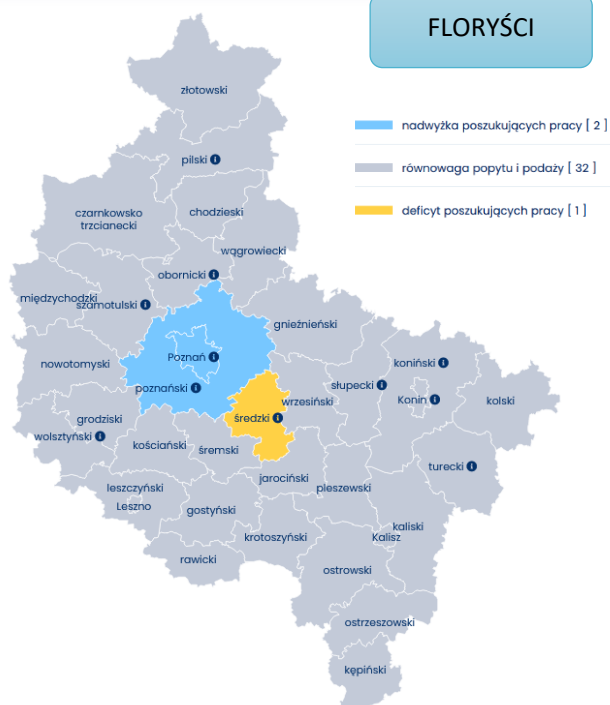 FLORYŚCI
nadwyżka poszukujących pracy [ 2 ]
równowaga popytu i podaży [ 32 ]
deficyt poszukujących pracy [ 1 ]
złotowski
pilski
czarnkowsko
trzcianecki
chodzieski
wągrowiecki
obornicki
międzychodzki
szamotulski
gnieźnieński
nowotomyski
Poznań
poznański
koniński
słupecki
Konin
kolski
wrzesiński
średzki
grodziski
wolsztyński
kościański
śremski
turecki
jarociński
pleszewski
leszczyński
Leszno
gostyński
krotoszyński
kaliski
Kalisz
rawicki
ostrowski
ostrzeszowski
kępiński